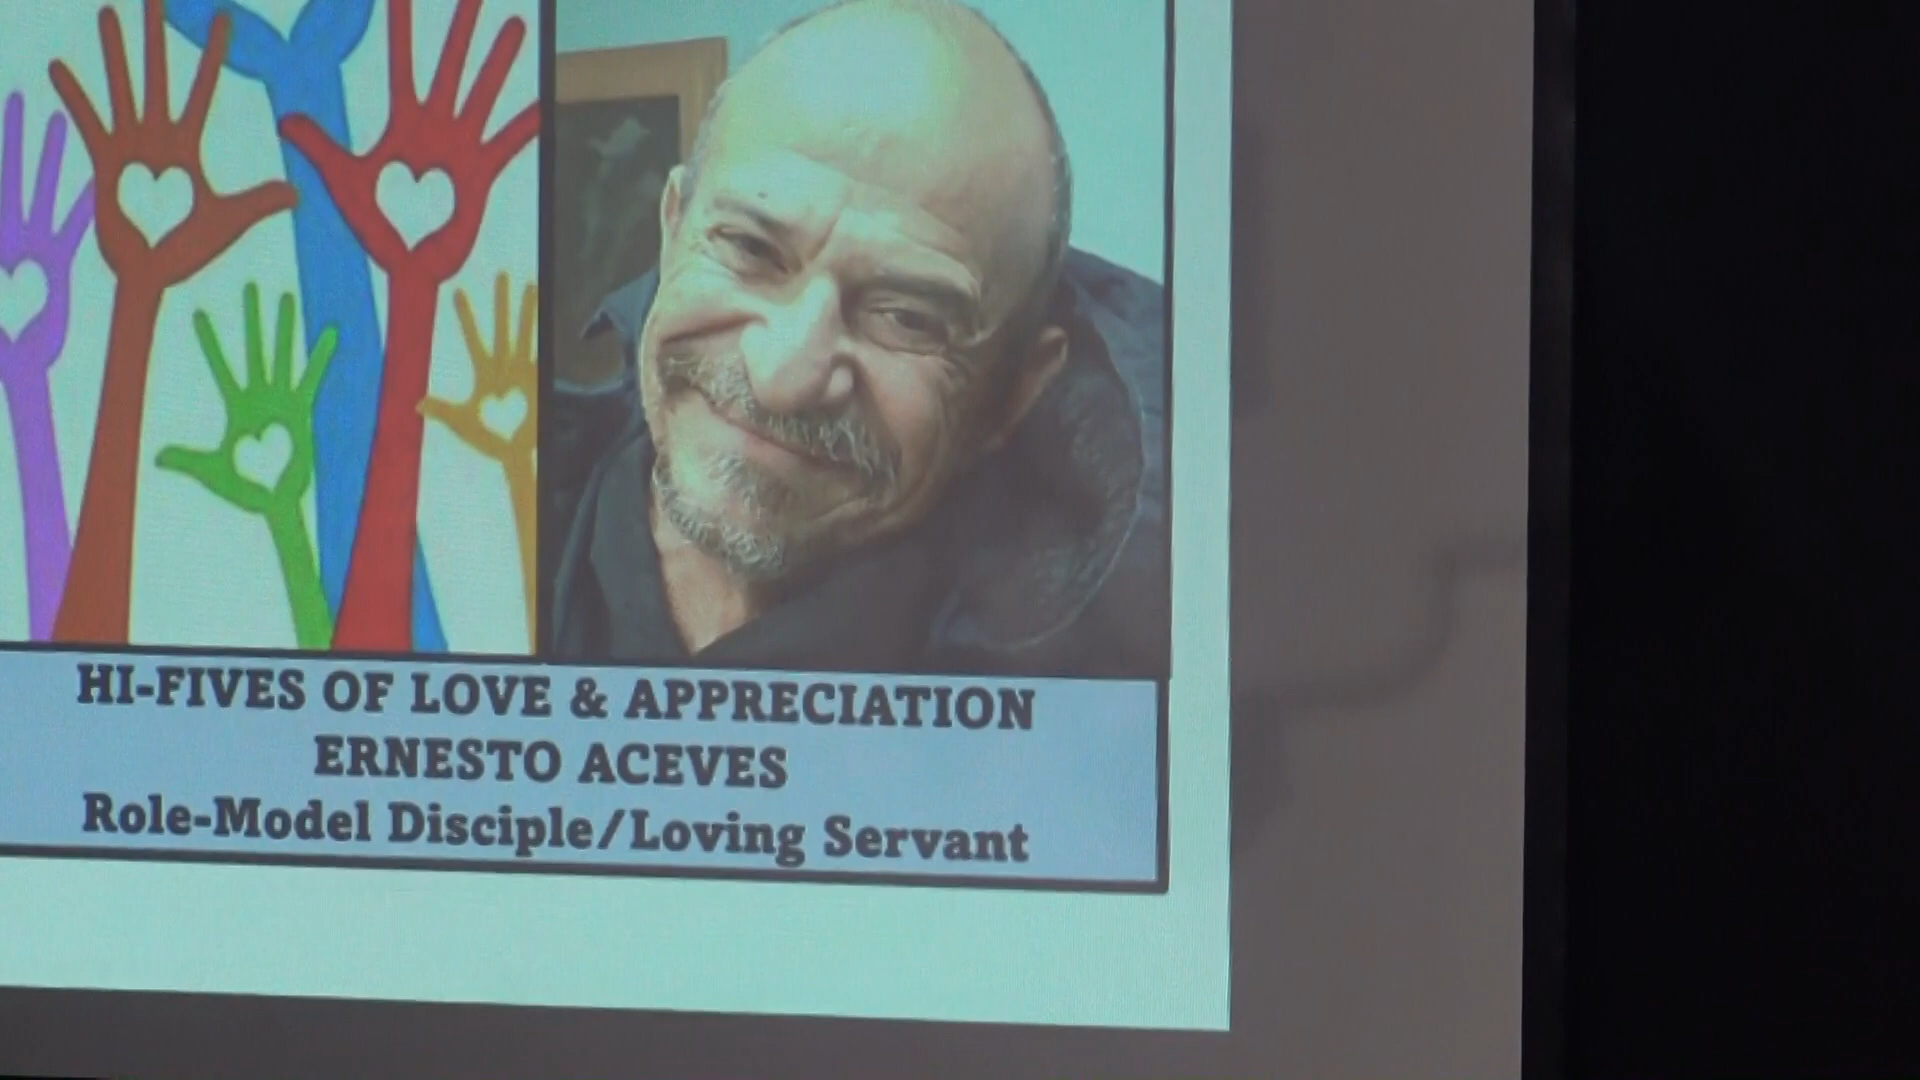 HI-FIVES OF LOVE & APPRECIATION
ERNESTO ACEVES
Role-Model Disciple/Loving Servant